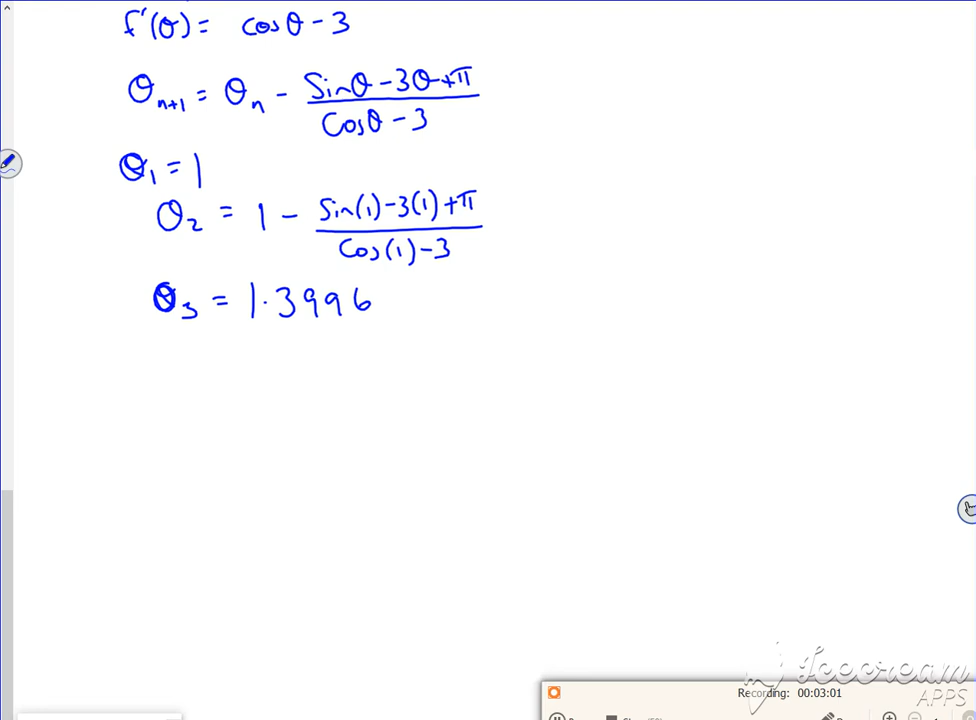 f'(θ) = cosθ - 3
θₙ₊₁ = θₙ - (Sinθ - 3θ + π)/(Cosθ - 3)
θ₁ = 1
θ₂ = 1 - (Sin(1) - 3(1) + π)/(Cos(1) - 3)
θ₃ = 1.3996
Icecream
APPS
Recording: 00:03:01